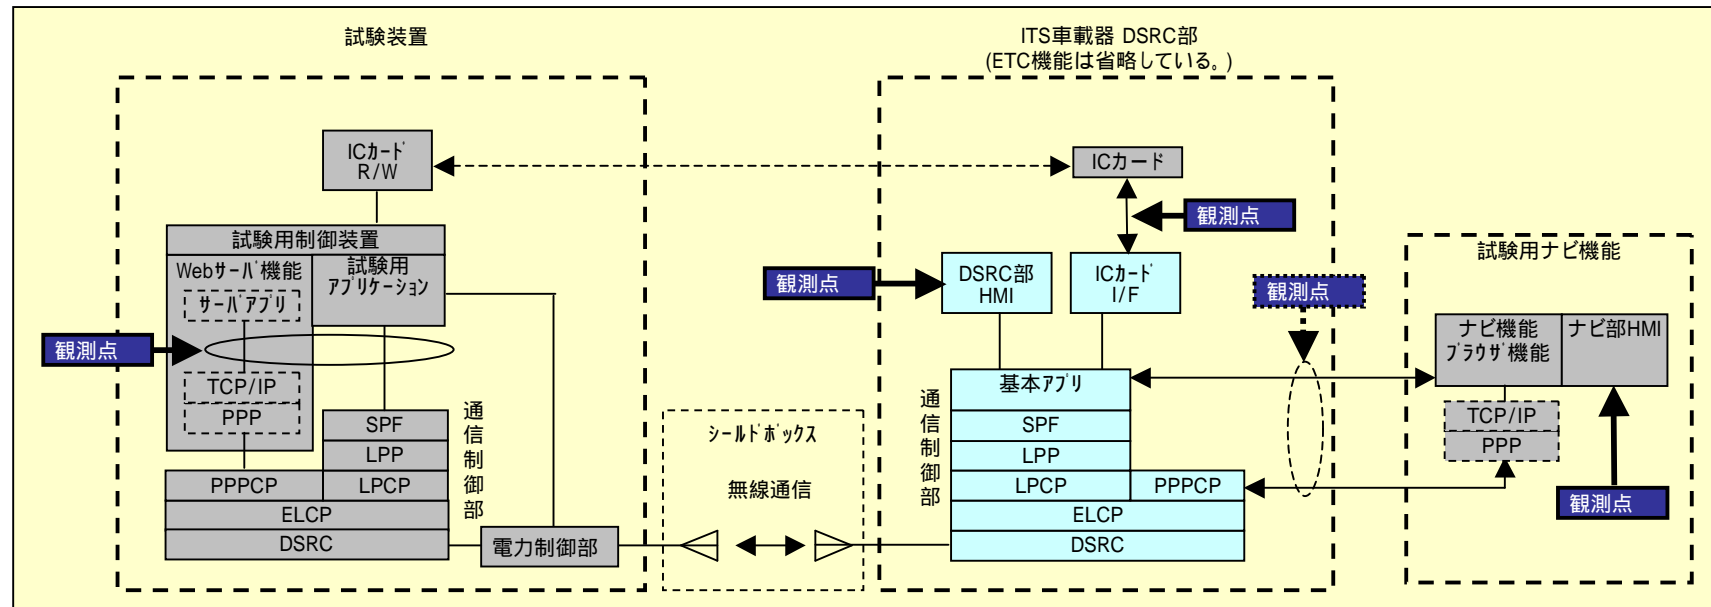 試験装置
ITS車載器 DSRC部
(ETC機能は省略している。)
ICｶｰﾄﾞ
R/W
ICカード
観測点
試験用制御装置
Webｻｰﾊﾞ機能
試験用
ｱﾌﾟﾘｹｰｼｮﾝ
ｻｰﾊﾞｱﾌﾟﾘ
観測点
TCP/IP
PPP
SPF
LPP
PPPCP
LPCP
ELCP
DSRC
通信制御部
電力制御部
ｼｰﾙﾄﾞﾎﾞｯｸｽ
無線通信
観測点
DSRC部
HMI
ICｶｰﾄﾞ
I/F
観測点
基本ｱﾌﾟﾘ
SPF
LPP
LPCP
PPPCP
ELCP
DSRC
通信制御部
試験用ナビ機能
ナビ機能
ﾌﾞﾗｳｻﾞ機能
ナビ部HMI
TCP/IP
PPP
観測点